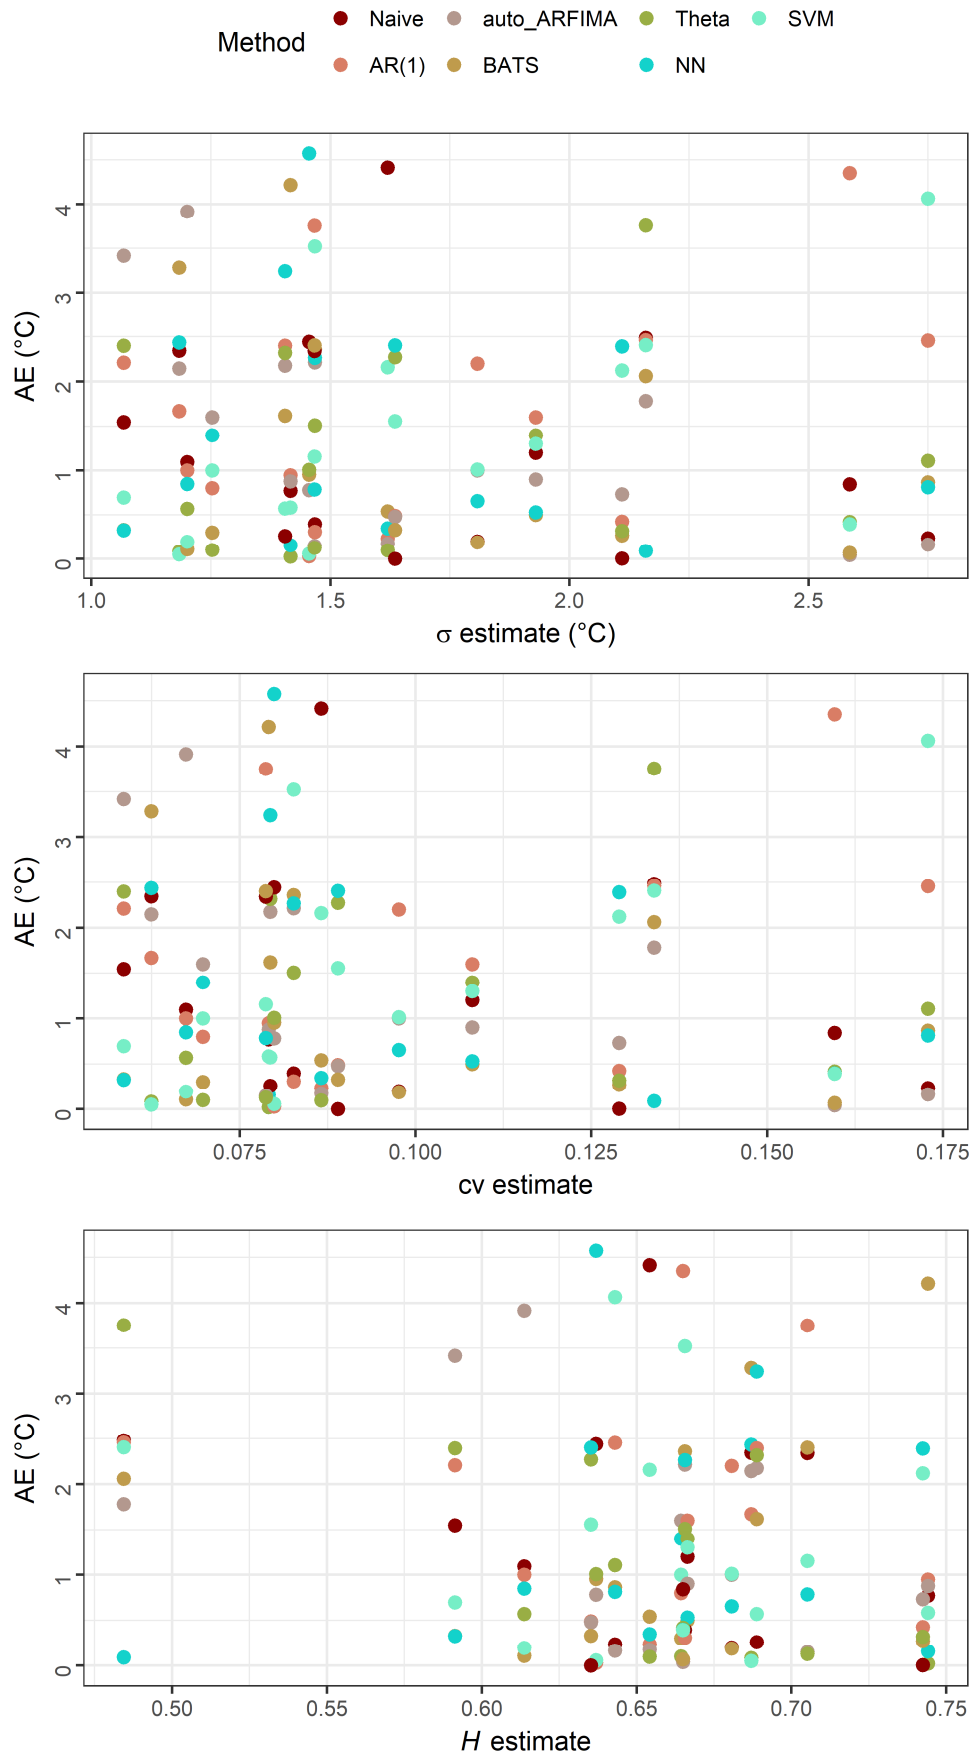 Method
Naive auto_ARFIMA Theta SVM
AR(1) BATS NN
AE (°C)
4
3
2
1
0
1.0 1.5 2.0 2.5
σ estimate (°C)
AE (°C)
4
3
2
1
0
0.075 0.100 0.125 0.150 0.175
cv estimate
AE (°C)
4
3
2
1
0
0.50 0.55 0.60 0.65 0.70 0.75
H estimate